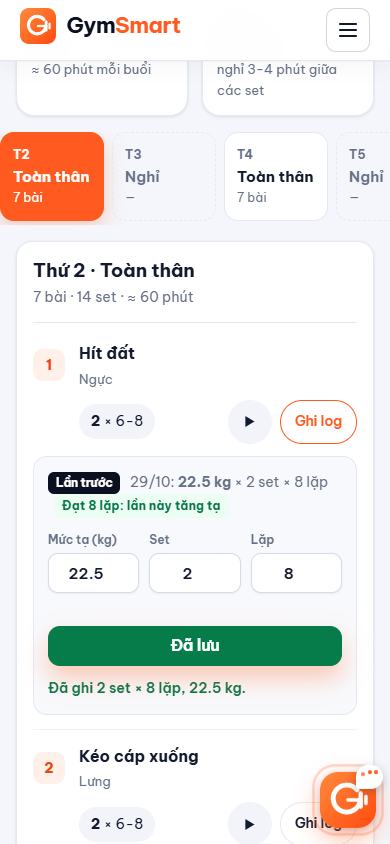 GymSmart
≈ 60 phút mỗi buổi
nghỉ 3-4 phút giữa
các set
T2
Toàn thân
7 bài
T3
Nghỉ
–
T4
Toàn thân
7 bài
T5
Nghỉ
–
Thứ 2 · Toàn thân
7 bài · 14 set · ≈ 60 phút
1
Hít đất
Ngực
2 × 6-8
Ghi log
Lần trước
29/10: 22.5 kg × 2 set × 8 lặp
Đạt 8 lặp: lần này tăng tạ
Mức tạ (kg)
Set
Lặp
22.5
2
8
Đã lưu
Đã ghi 2 set × 8 lặp, 22.5 kg.
2
Kéo cáp xuống
Lưng
2 × 6-8
Ghi log